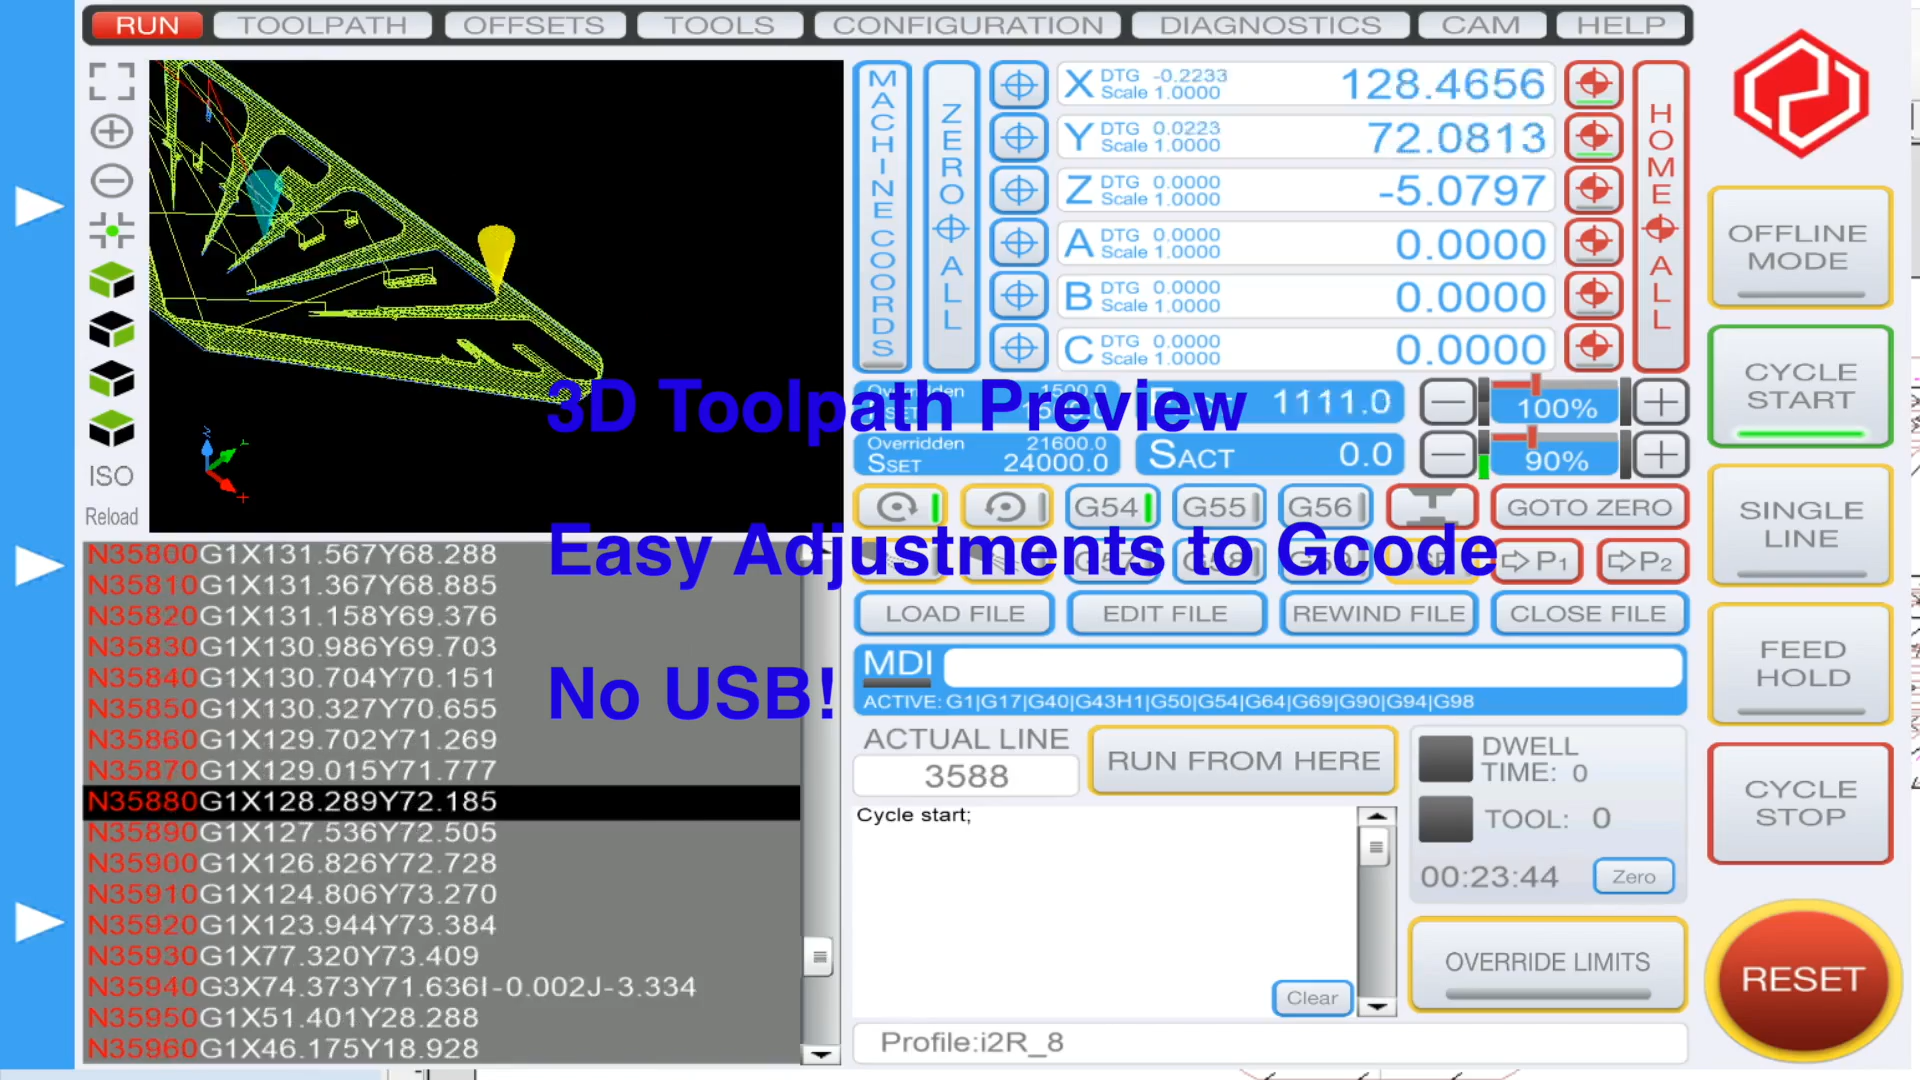 RUN TOOLPATH OFFSETS TOOLS CONFIGURATION DIAGNOSTICS CAM HELP
MACHINE COORDS
ZERO ALL
X DTG -0.2233 Scale 1.0000 128.4656
Y DTG 0.0223 Scale 1.0000 72.0813
Z DTG 0.0000 Scale 1.0000 -5.0797
A DTG 0.0000 Scale 1.0000 0.0000
B DTG 0.0000 Scale 1.0000 0.0000
C DTG 0.0000 Scale 1.0000 0.0000
HOME ALL
OFFLINE
MODE
CYCLE
START
SINGLE
LINE
FEED
HOLD
CYCLE
STOP
RESET
ISO
Reload
3D Toolpath Preview
Easy Adjustments to Gcode
No USB!
Overridden 1500.0
SET
1111.0
100%
Overridden 21600.0
SSET 24000.0
SACT 0.0
90%
G54 G55 G56 GOTO ZERO
P1 P2
LOAD FILE EDIT FILE REWIND FILE CLOSE FILE
MDI
ACTIVE: G1|G17|G40|G43H1|G50|G54|G64|G69|G90|G94|G98
ACTUAL LINE
3588
RUN FROM HERE
DWELL
TIME: 0
TOOL: 0
00:23:44 Zero
Cycle start;
Clear
OVERRIDE LIMITS
Profile:i2R_8
N35800G1X131.567Y68.288
N35810G1X131.367Y68.885
N35820G1X131.158Y69.376
N35830G1X130.986Y69.703
N35840G1X130.704Y70.151
N35850G1X130.327Y70.655
N35860G1X129.702Y71.269
N35870G1X129.015Y71.777
N35880G1X128.289Y72.185
N35890G1X127.536Y72.505
N35900G1X126.826Y72.728
N35910G1X124.806Y73.270
N35920G1X123.944Y73.384
N35930G1X77.320Y73.409
N35940G3X74.373Y71.636I-0.002J-3.334
N35950G1X51.401Y28.288
N35960G1X46.175Y18.928